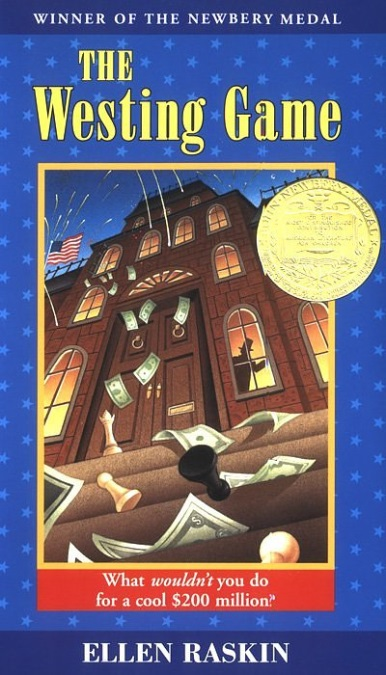 WINNER OF THE NEWBERY MEDAL
THE
Westing Game
What wouldn't you do
for a cool $200 million?
ELLEN RASKIN